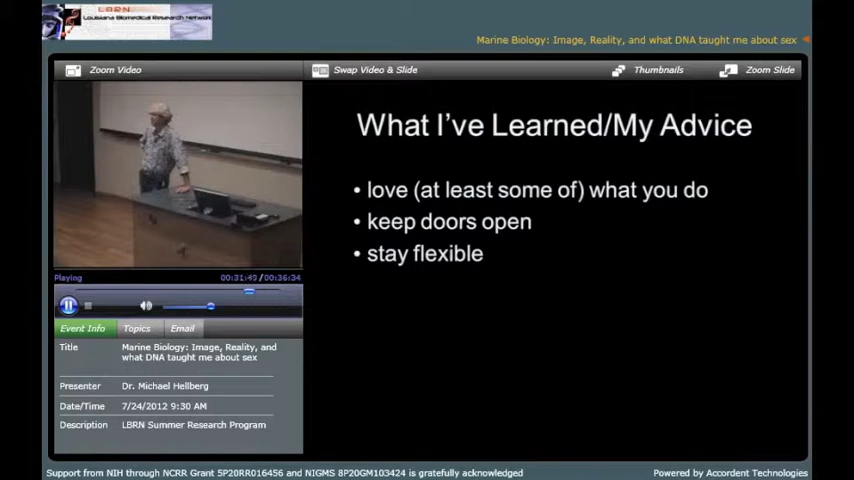 LBRN
Louisiana Biomedical Research Network
Marine Biology: Image, Reality, and what DNA taught me about sex
Zoom Video
Swap Video & Slide
Thumbnails
Zoom Slide
What I've Learned/My Advice
• love (at least some of) what you do
• keep doors open
• stay flexible
Playing
00:31:49/00:36:34
Event Info
Topics
Email
Title
Marine Biology: Image, Reality, and
what DNA taught me about sex
Presenter
Dr. Michael Hellberg
Date/Time
7/24/2012 9:30 AM
Description
LBRN Summer Research Program
Support from NIH through NCRR Grant 5P20RR016456 and NIGMS 8P20GM103424 is gratefully acknowledged
Powered by Accordent Technologies